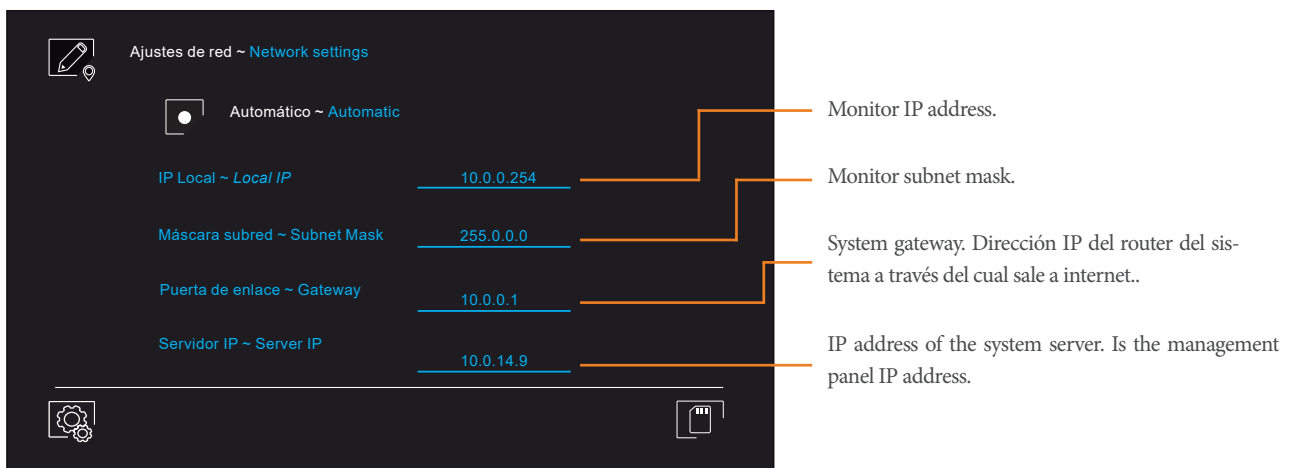 Ajustes de red ~ Network settings
Automático ~ Automatic
Monitor IP address.
IP Local ~ Local IP
10.0.0.254
Monitor subnet mask.
Máscara subred ~ Subnet Mask
255.0.0.0
System gateway. Dirección IP del router del sis-
tema a través del cual sale a internet..
Puerta de enlace ~ Gateway
10.0.0.1
Servidor IP ~ Server IP
10.0.14.9
IP address of the system server. Is the management
panel IP address.